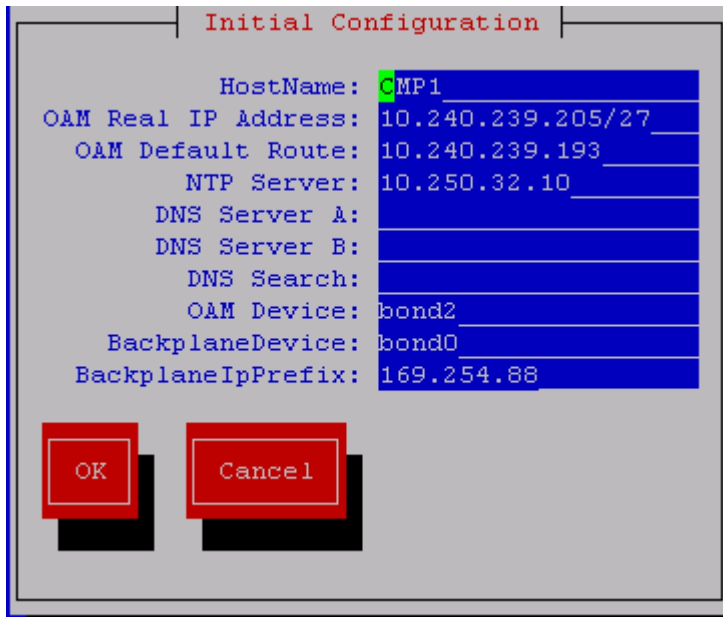 Initial Configuration
HostName: CMP1
OAM Real IP Address: 10.240.239.205/27
OAM Default Route: 10.240.239.193
NTP Server: 10.250.32.10
DNS Server A:
DNS Server B:
DNS Search:
OAM Device: bond2
BackplaneDevice: bond0
BackplaneIpPrefix: 169.254.88
OK Cancel